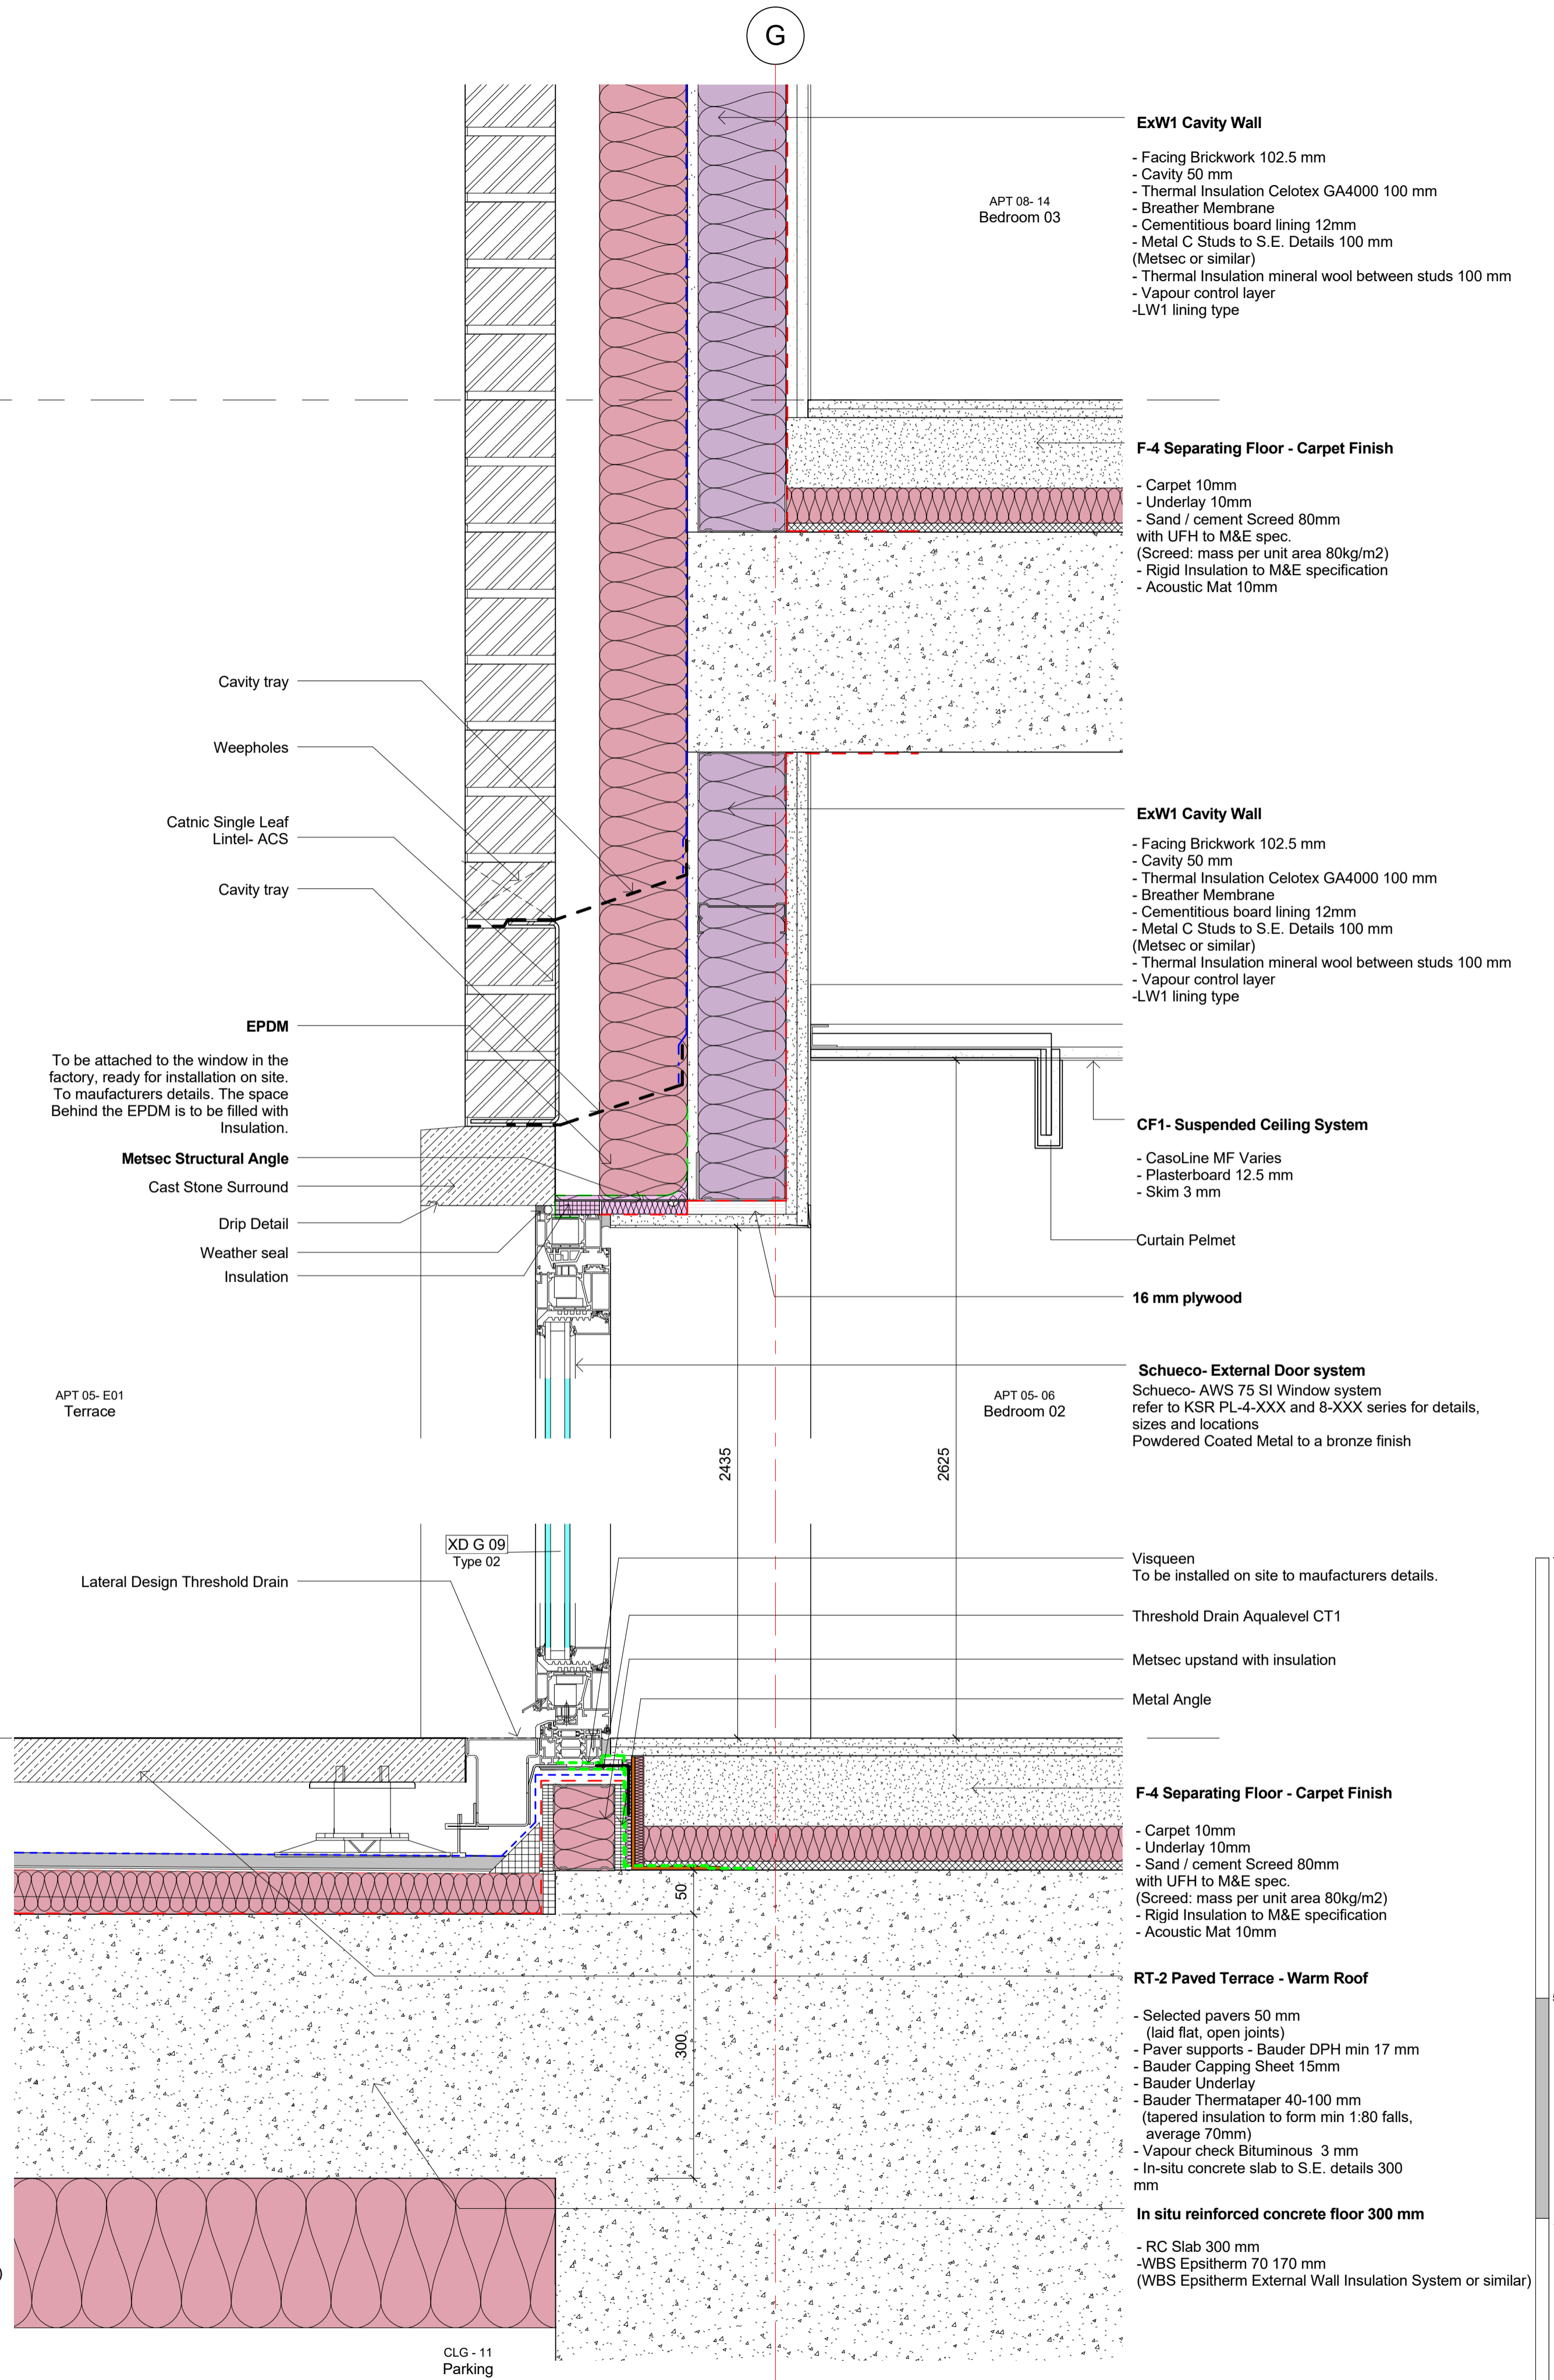 G
ExW1 Cavity Wall
- Facing Brickwork 102.5 mm
- Cavity 50 mm
- Thermal Insulation Celotex GA4000 100 mm
- Breather Membrane
- Cementitious board lining 12mm
- Metal C Studs to S.E. Details 100 mm
(Metsec or similar)
- Thermal Insulation mineral wool between studs 100 mm
- Vapour control layer
-LW1 lining type
APT 08- 14
Bedroom 03
F-4 Separating Floor - Carpet Finish
- Carpet 10mm
- Underlay 10mm
- Sand / cement Screed 80mm
with UFH to M&E spec.
(Screed: mass per unit area 80kg/m2)
- Rigid Insulation to M&E specification
- Acoustic Mat 10mm
Cavity tray
Weepholes
Catnic Single Leaf
Lintel- ACS
Cavity tray
EPDM
To be attached to the window in the
factory, ready for installation on site.
To maufacturers details. The space
Behind the EPDM is to be filled with
Insulation.
Metsec Structural Angle
Cast Stone Surround
Drip Detail
Weather seal
Insulation
ExW1 Cavity Wall
- Facing Brickwork 102.5 mm
- Cavity 50 mm
- Thermal Insulation Celotex GA4000 100 mm
- Breather Membrane
- Cementitious board lining 12mm
- Metal C Studs to S.E. Details 100 mm
(Metsec or similar)
- Thermal Insulation mineral wool between studs 100 mm
- Vapour control layer
-LW1 lining type
CF1- Suspended Ceiling System
- CasoLine MF Varies
- Plasterboard 12.5 mm
- Skim 3 mm
Curtain Pelmet
16 mm plywood
Schueco- External Door system
Schueco- AWS 75 SI Window system
refer to KSR PL-4-XXX and 8-XXX series for details,
sizes and locations
Powdered Coated Metal to a bronze finish
APT 05- E01
Terrace
APT 05- 06
Bedroom 02
2435
2625
XD G 09
Type 02
Lateral Design Threshold Drain
Visqueen
To be installed on site to maufacturers details.
Threshold Drain Aqualevel CT1
Metsec upstand with insulation
Metal Angle
F-4 Separating Floor - Carpet Finish
- Carpet 10mm
- Underlay 10mm
- Sand / cement Screed 80mm
with UFH to M&E spec.
(Screed: mass per unit area 80kg/m2)
- Rigid Insulation to M&E specification
- Acoustic Mat 10mm
50
300
RT-2 Paved Terrace - Warm Roof
- Selected pavers 50 mm
(laid flat, open joints)
- Paver supports - Bauder DPH min 17 mm
- Bauder Capping Sheet 15mm
- Bauder Underlay
- Bauder Thermataper 40-100 mm
(tapered insulation to form min 1:80 falls,
average 70mm)
- Vapour check Bituminous 3 mm
- In-situ concrete slab to S.E. details 300
mm
In situ reinforced concrete floor 300 mm
- RC Slab 300 mm
-WBS Epsitherm 70 170 mm
(WBS Epsitherm External Wall Insulation System or similar)
)
CLG - 11
Parking